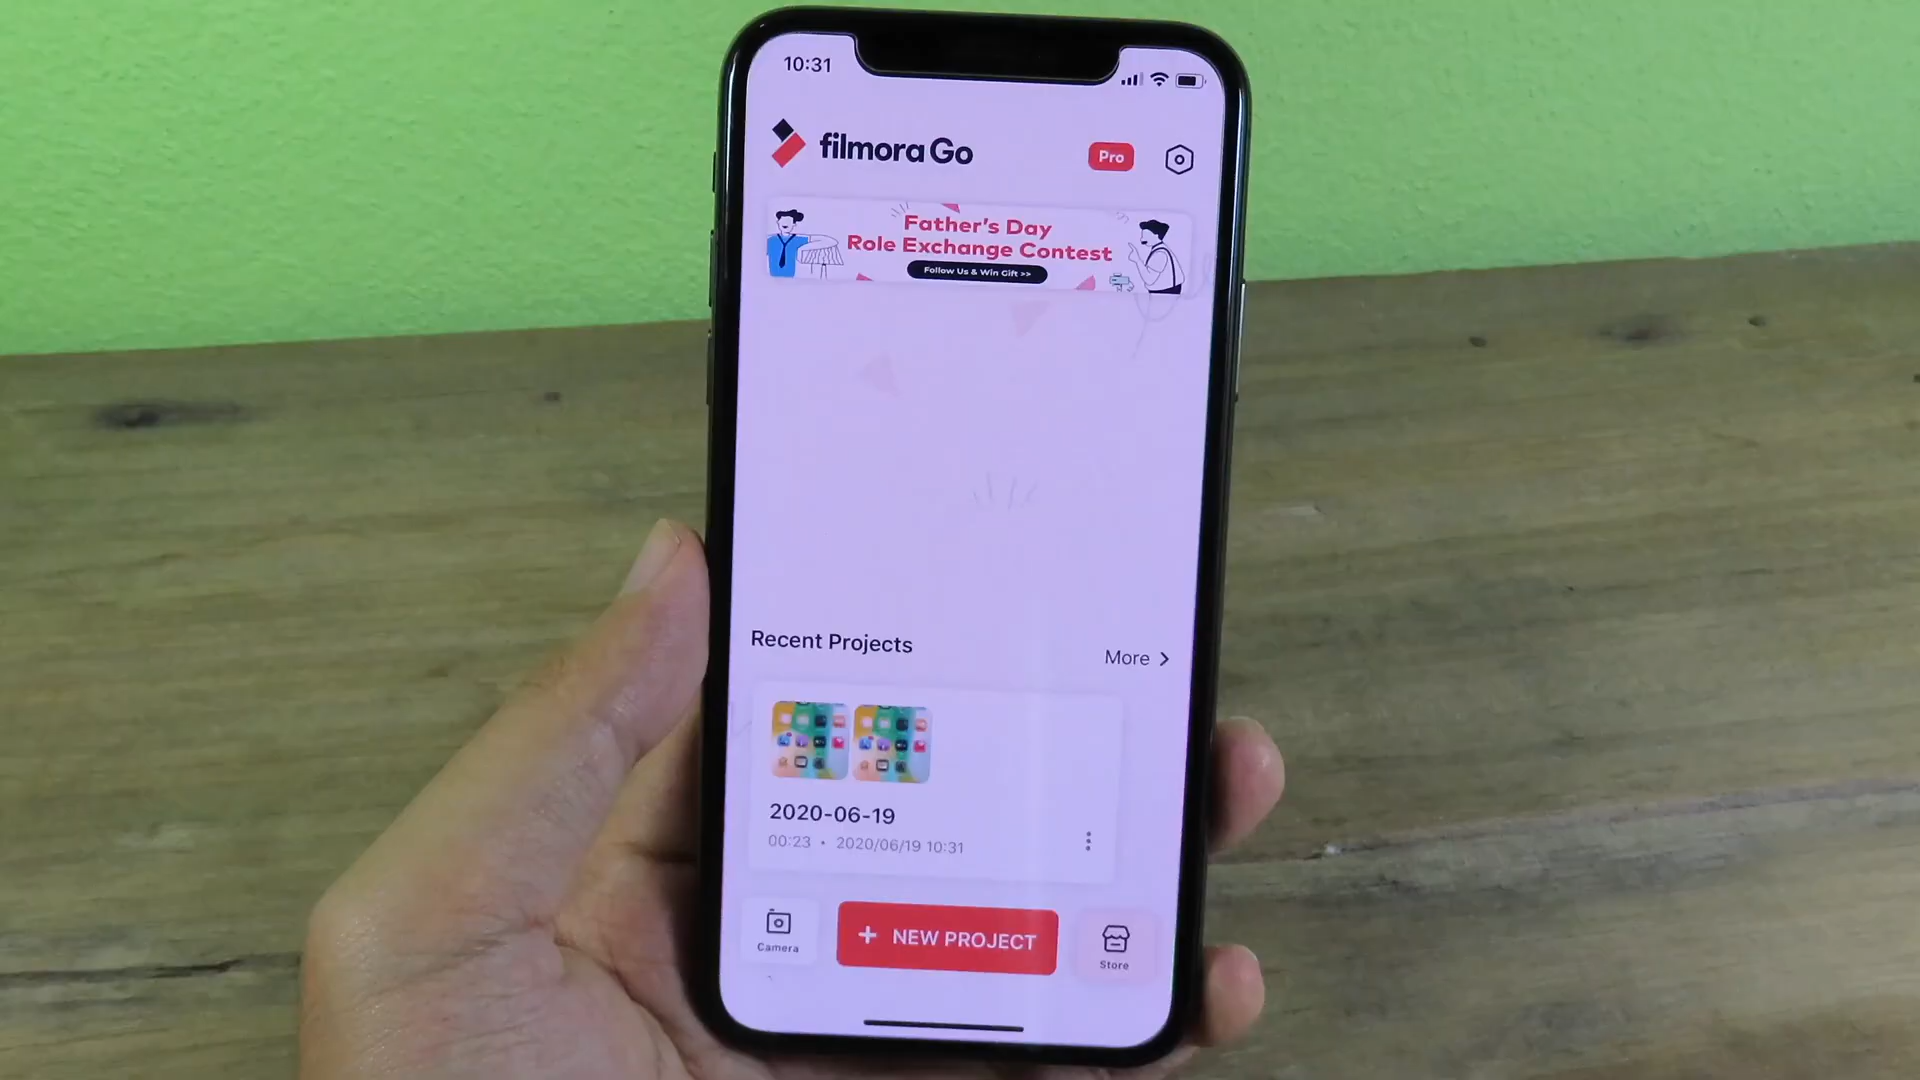 10:31
filmora Go
Pro
Father's Day
Role Exchange Contest
Follow Us & Win Gift >>
Recent Projects
More >
2020-06-19
00:23 • 2020/06/19 10:31
Camera
+ NEW PROJECT
Store